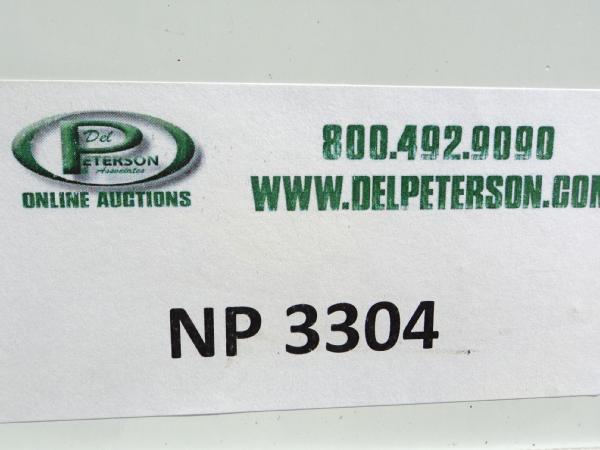 Del
PETERSON
Associates
ONLINE AUCTIONS
800.492.9090
WWW.DELPETERSON.COM
NP 3304